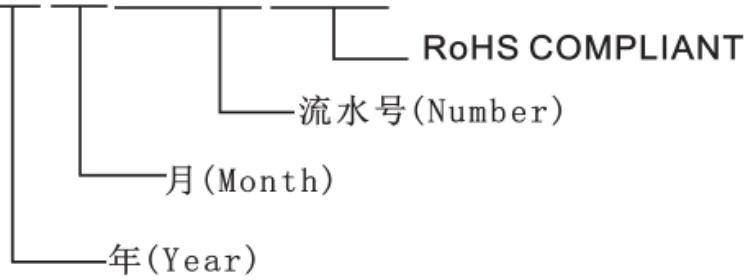 RoHS COMPLIANT
流水号(Number)
月(Month)
年(Year)